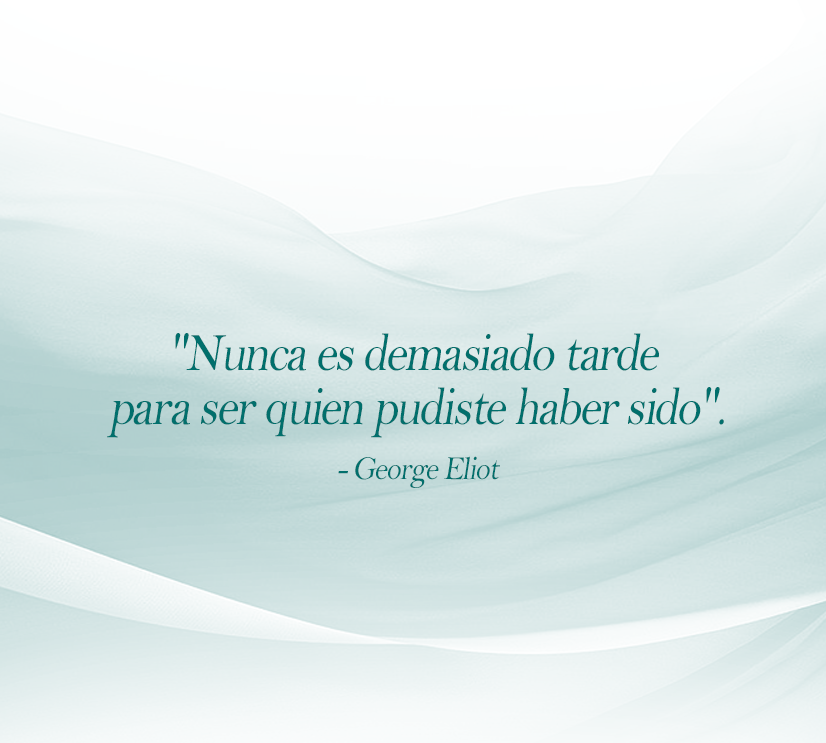 "Nunca es demasiado tarde
para ser quien pudiste haber sido".
- George Eliot